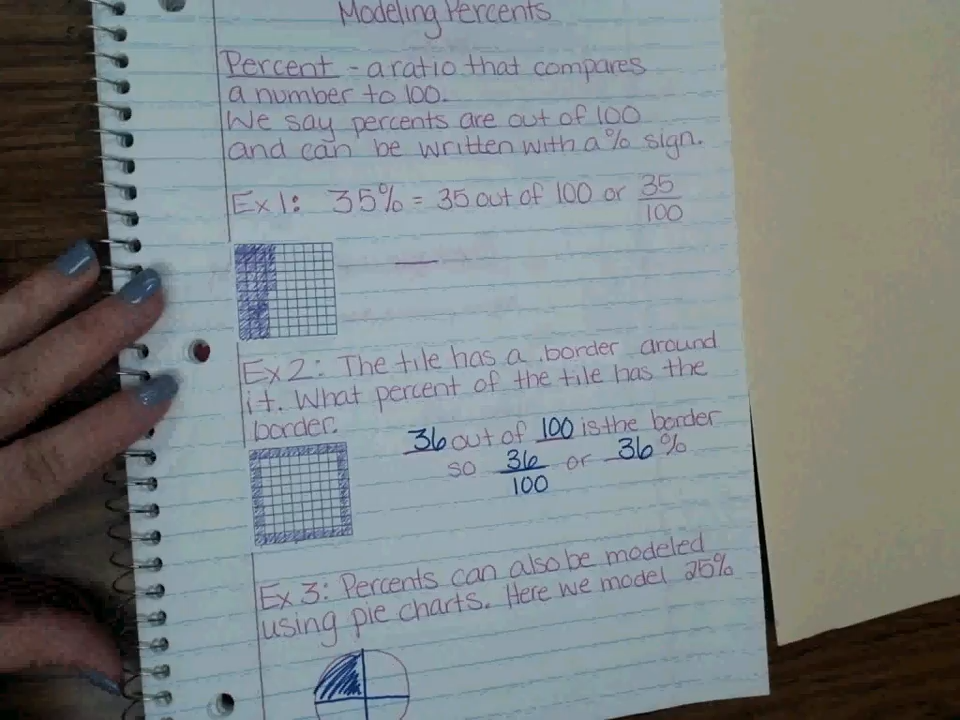 Modeling Percents
Percent - a ratio that compares
a number to 100.
We say percents are out of 100
and can be written with a % sign.
Ex 1: 35% = 35 out of 100 or 35/100
Ex 2: The tile has a border around
it. What percent of the tile has the
border.
36 out of 100 is the border
so 36/100 or 36%
Ex 3: Percents can also be modeled
using pie charts. Here we model 25%